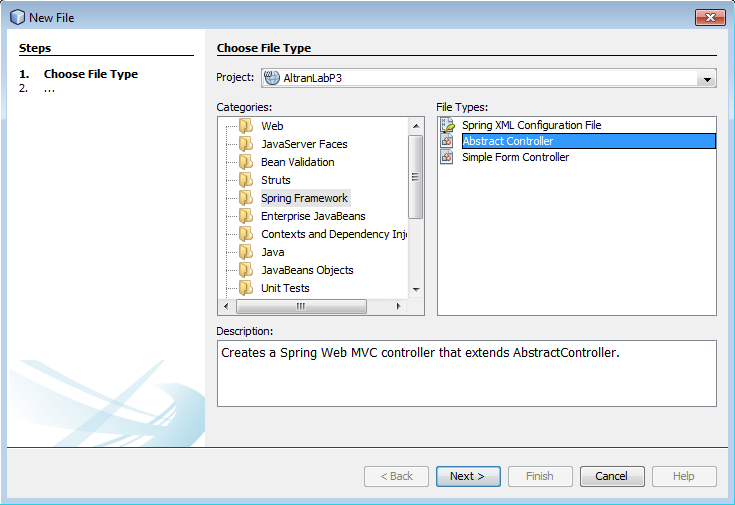 New File
Steps
1. Choose File Type
2. ...
Choose File Type
Project: AltranLabP3
Categories:
Web
JavaServer Faces
Bean Validation
Struts
Spring Framework
Enterprise JavaBeans
Contexts and Dependency Inje
Java
JavaBeans Objects
Unit Tests
File Types:
Spring XML Configuration File
Abstract Controller
Simple Form Controller
Description:
Creates a Spring Web MVC controller that extends AbstractController.
< Back
Next >
Finish
Cancel
Help